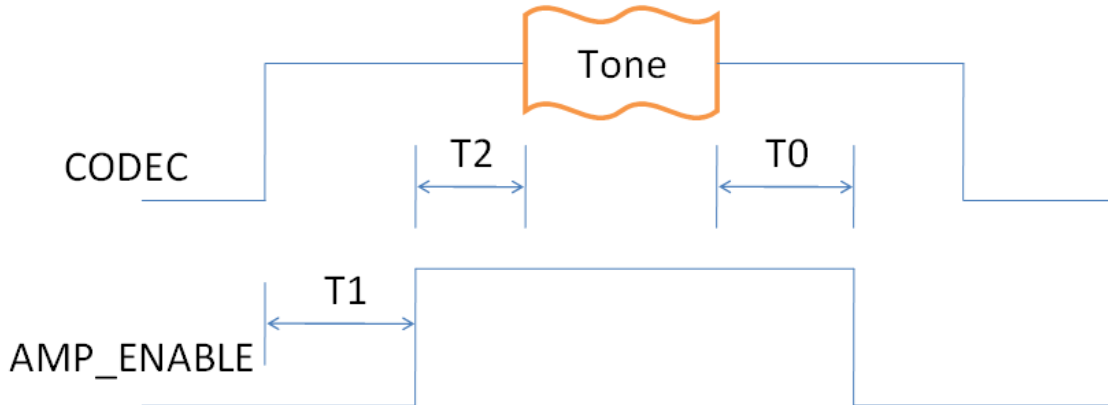 Tone
CODEC
T2
T0
T1
AMP_ENABLE